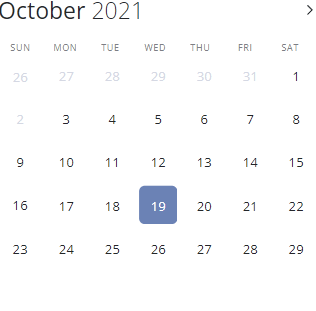 October 2021
SUN MON TUE WED THU FRI SAT
26 27 28 29 30 31 1
2 3 4 5 6 7 8
9 10 11 12 13 14 15
16 17 18 19 20 21 22
23 24 25 26 27 28 29